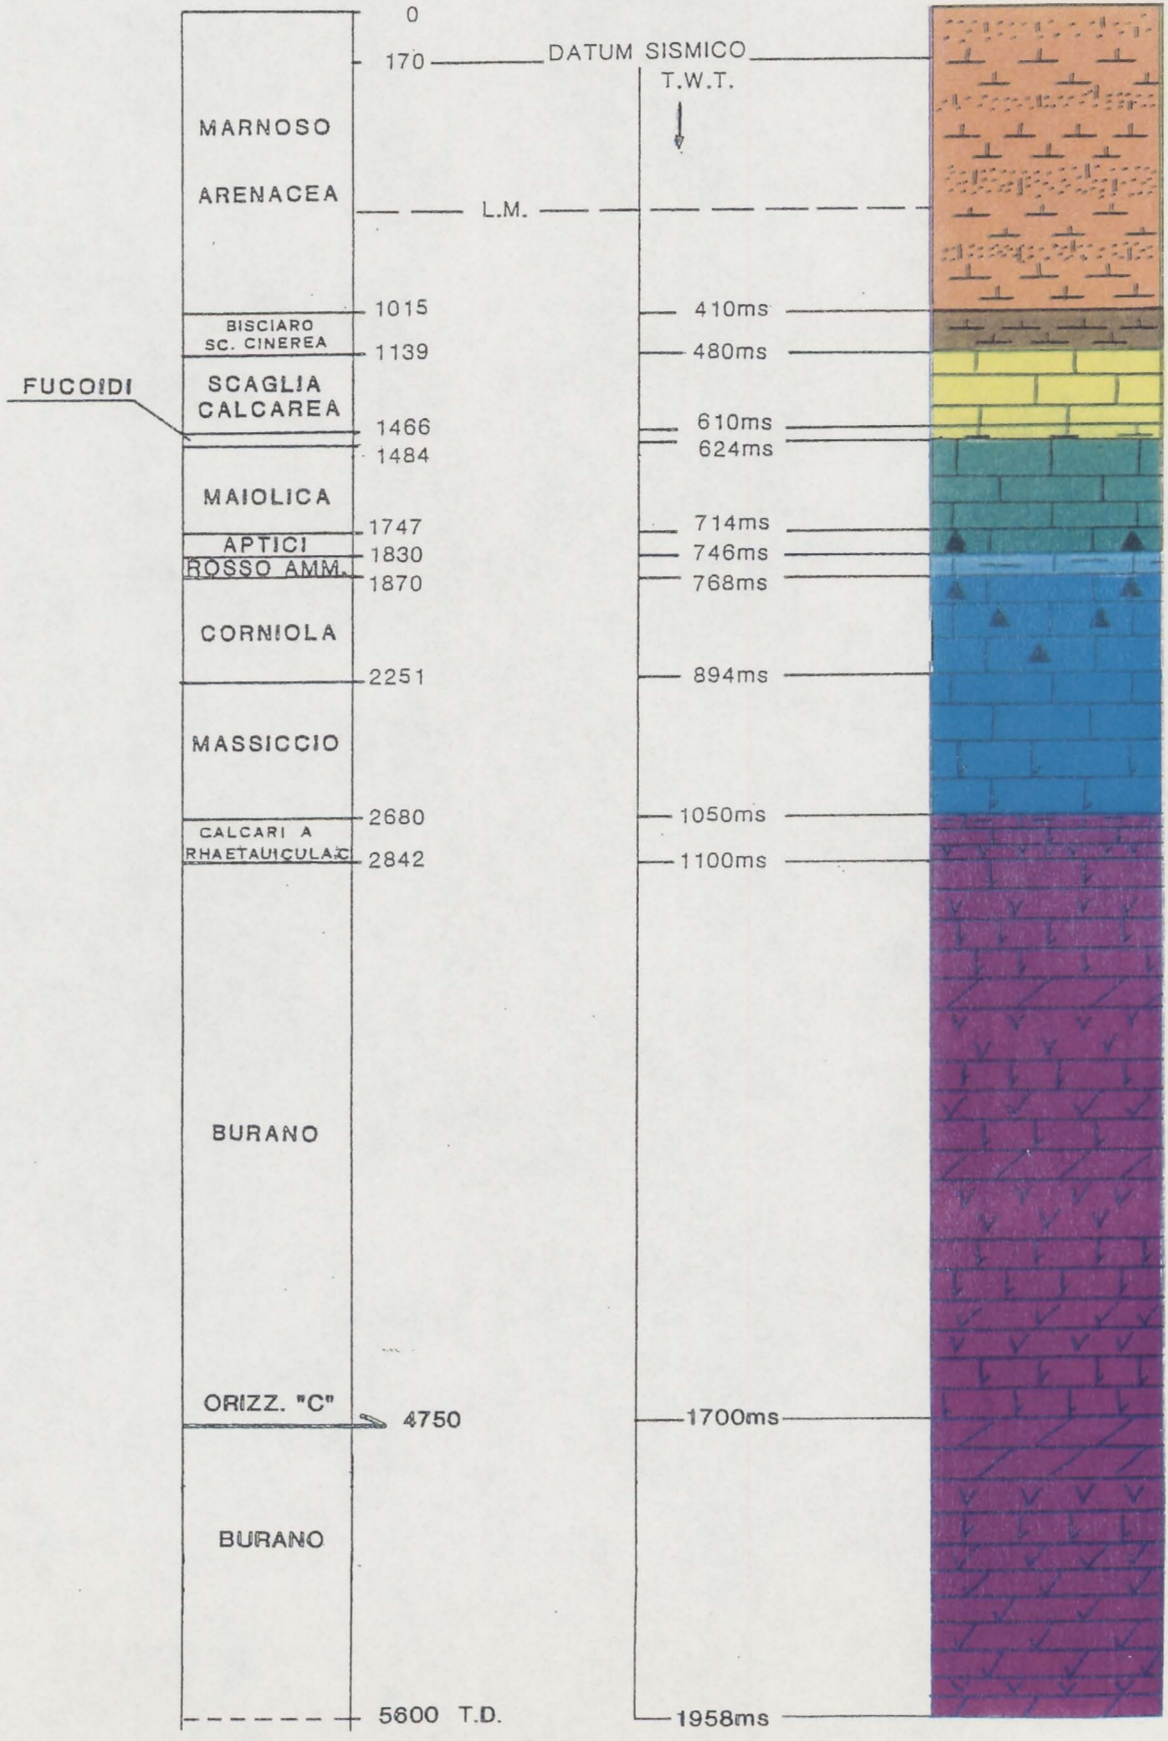 0
170 DATUM SISMICO
T.W.T.
MARNOSO
ARENACEA
L.M.
1015 410ms
BISCIARO
SC. CINEREA
1139 480ms
FUCOIDI
SCAGLIA
CALCAREA
1466 610ms
1484 624ms
MAIOLICA
1747 714ms
APTICI
1830 746ms
ROSSO AMM.
1870 768ms
CORNIOLA
2251 894ms
MASSICCIO
2680 1050ms
CALCARI A
RHAETAUICULA C
2842 1100ms
BURANO
ORIZZ. "C"
4750 1700ms
BURANO
5600 T.D. 1958ms